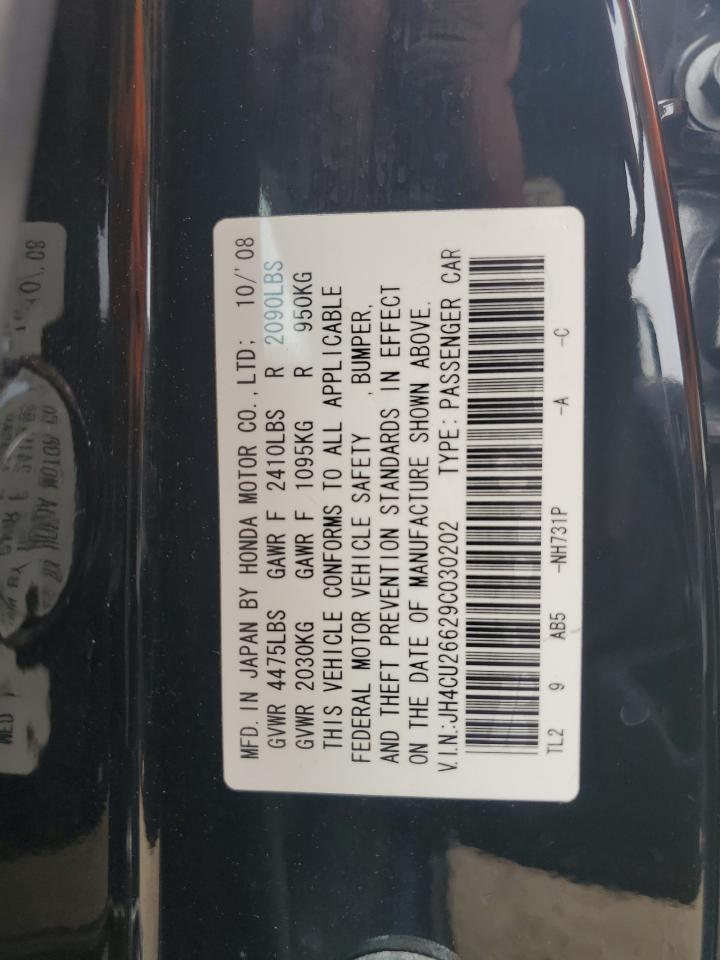 MFD. IN JAPAN BY HONDA MOTOR CO., LTD; 10/'08
GVWR 4475LBS GAWR F 2410LBS R 2090LBS
GVWR 2030KG GAWR F 1095KG R 950KG
THIS VEHICLE CONFORMS TO ALL APPLICABLE
FEDERAL MOTOR VEHICLE SAFETY , BUMPER,
AND THEFT PREVENTION STANDARDS IN EFFECT
ON THE DATE OF MANUFACTURE SHOWN ABOVE.
V.I.N.:JH4CU26629C030202 TYPE: PASSENGER CAR
TL2 9 AB5 -NH731P -A -C